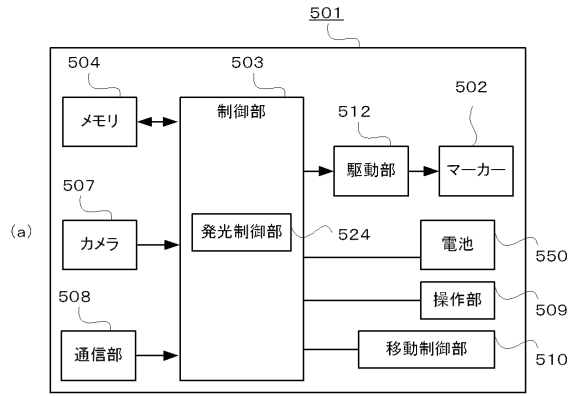 501
504
503
512
502
メモリ
制御部
駆動部
マーカー
507
(a)
カメラ
発光制御部
524
電池
550
508
操作部
509
通信部
移動制御部
510